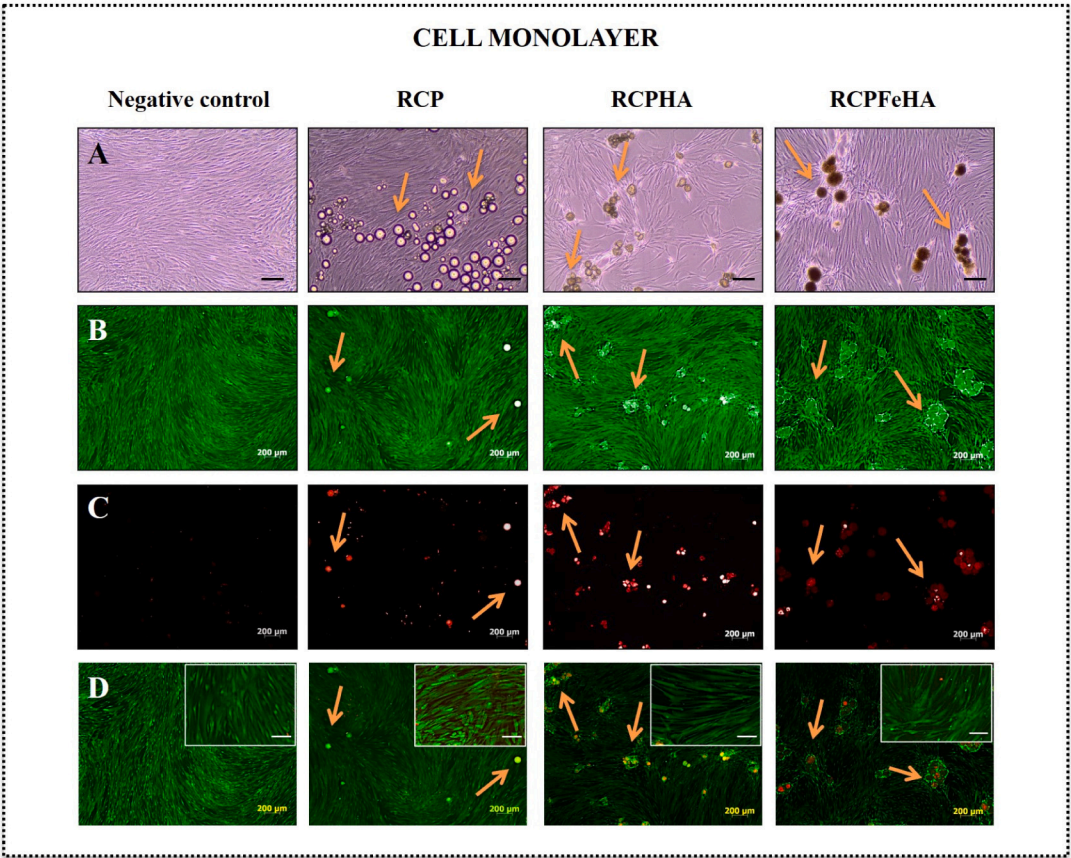 CELL MONOLAYER
Negative control RCP RCPHA RCPFeHA
A
B
200 µm 200 µm 200 µm 200 µm
C
200 µm 200 µm 200 µm 200 µm
D
200 µm 200 µm 200 µm 200 µm